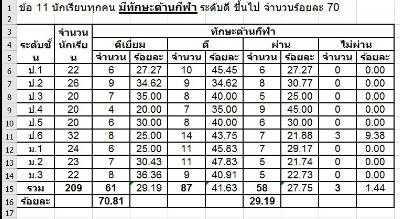 1 ข้อ 11 นักเรียนทุกคน มีทักษะด้านกีฬา ระดับดี ขึ้นไป จำนวนร้อยละ 70
2
3 ทักษะด้านกีฬา
ระดับชั้น จำนวนนักเรียน ดีเยี่ยม ดี ผ่าน ไม่ผ่าน
5 จำนวน ร้อยละ จำนวน ร้อยละ จำนวน ร้อยละ จำนวน ร้อยละ
6 ป.1 22 6 27.27 10 45.45 6 27.27 0 0.00
7 ป.2 26 9 34.62 9 34.62 8 30.77 0 0.00
8 ป.3 20 7 35.00 8 40.00 5 25.00 0 0.00
9 ป.4 20 4 20.00 7 35.00 9 45.00 0 0.00
10 ป.5 20 6 30.00 8 40.00 6 30.00 0 0.00
11 ป.6 32 8 25.00 14 43.75 7 21.88 3 9.38
12 ม.1 24 6 25.00 11 45.83 7 29.17 0 0.00
13 ม.2 23 7 30.43 11 47.83 5 21.74 0 0.00
14 ม.3 22 8 36.36 9 40.91 5 22.73 0 0.00
15 รวม 209 61 29.19 87 41.63 58 27.75 3 1.44
16 ร้อยละ 70.81 29.19
17